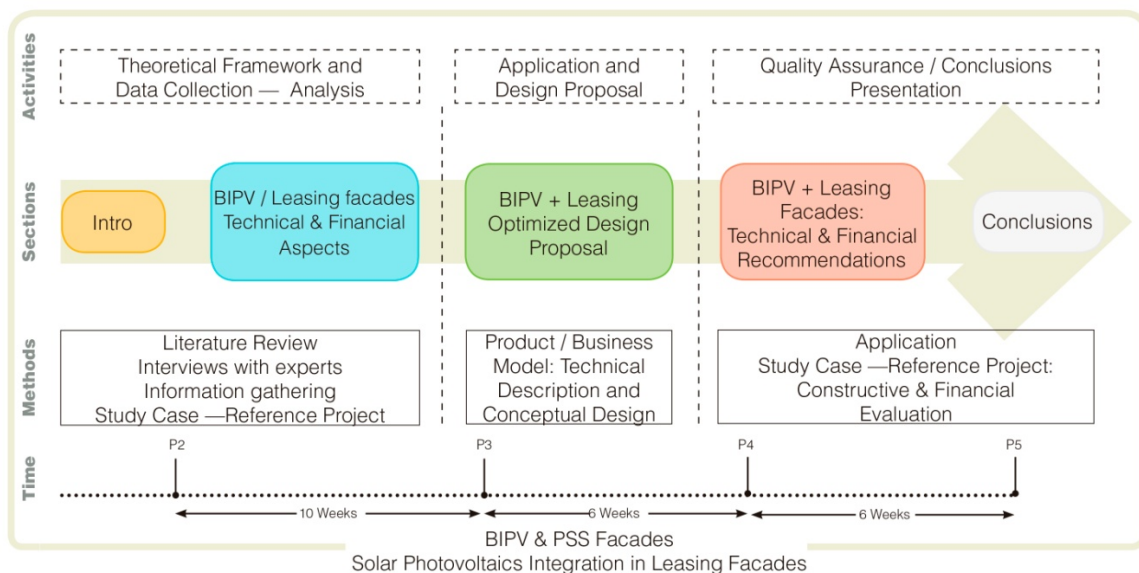 Activities
Theoretical Framework and
Data Collection — Analysis
Application and
Design Proposal
Quality Assurance / Conclusions
Presentation
Sections
Intro
BIPV / Leasing facades
Technical & Financial
Aspects
BIPV + Leasing
Optimized Design
Proposal
BIPV + Leasing
Facades:
Technical & Financial
Recommendations
Conclusions
Methods
Literature Review
Interviews with experts
Information gathering
Study Case —Reference Project
Product / Business
Model: Technical
Description and
Conceptual Design
Application
Study Case —Reference Project:
Constructive & Financial
Evaluation
Time
P2
P3
P4
P5
10 Weeks
6 Weeks
6 Weeks
BIPV & PSS Facades
Solar Photovoltaics Integration in Leasing Facades